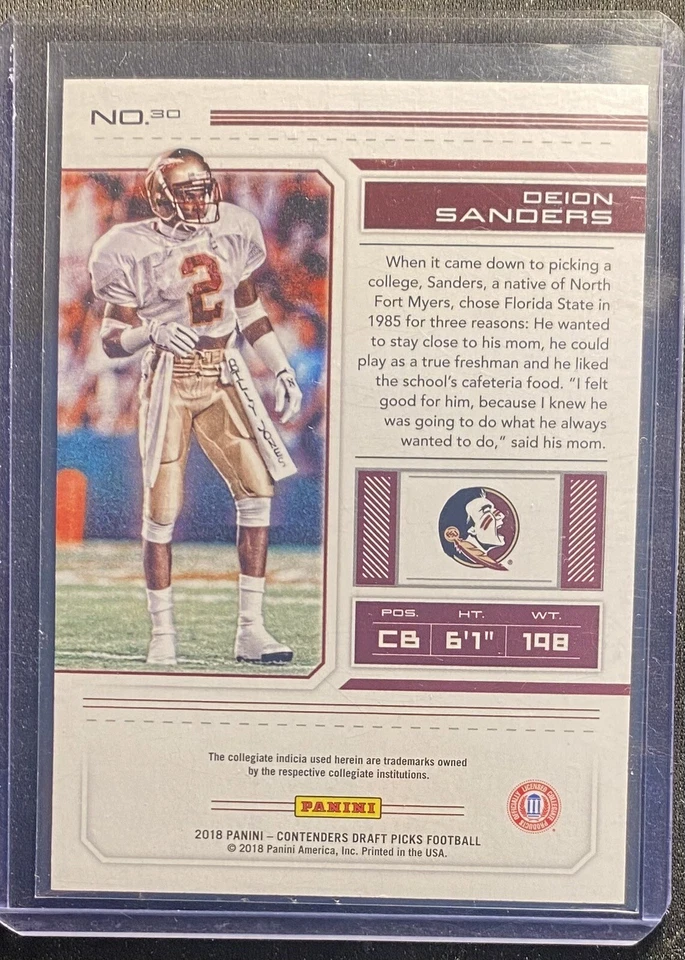 NO.30
DEION
SANDERS
2
When it came down to picking a
college, Sanders, a native of North
Fort Myers, chose Florida State in
1985 for three reasons: He wanted
to stay close to his mom, he could
play as a true freshman and he liked
the school's cafeteria food. "I felt
good for him, because I knew he
was going to do what he always
wanted to do," said his mom.
®
POS. HT. WT.
CB 6'1" 198
The collegiate indicia used herein are trademarks owned
by the respective collegiate institutions.
PANINI
OFFICIALLY LICENSED COLLEGIATE PRODUCTS
2018 PANINI – CONTENDERS DRAFT PICKS FOOTBALL
© 2018 Panini America, Inc. Printed in the USA.